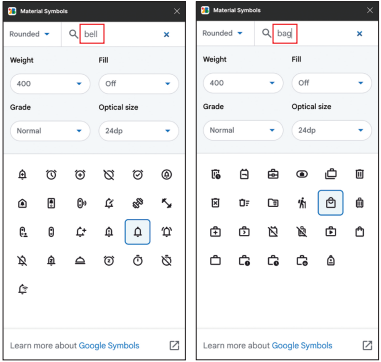 Material Symbols
Rounded
bell
Weight
Fill
400
Off
Grade
Optical size
Normal
24dp
Learn more about Google Symbols
Material Symbols
Rounded
bag
Weight
Fill
400
Off
Grade
Optical size
Normal
24dp
Learn more about Google Symbols